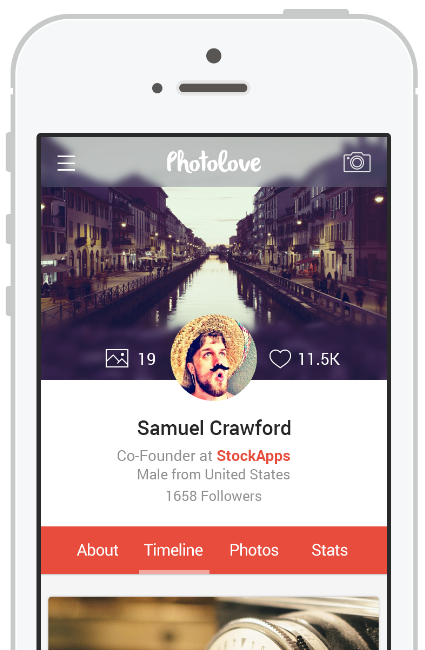 Photolove
19
11.5K
Samuel Crawford
Co-Founder at StockApps
Male from United States
1658 Followers
About Timeline Photos Stats